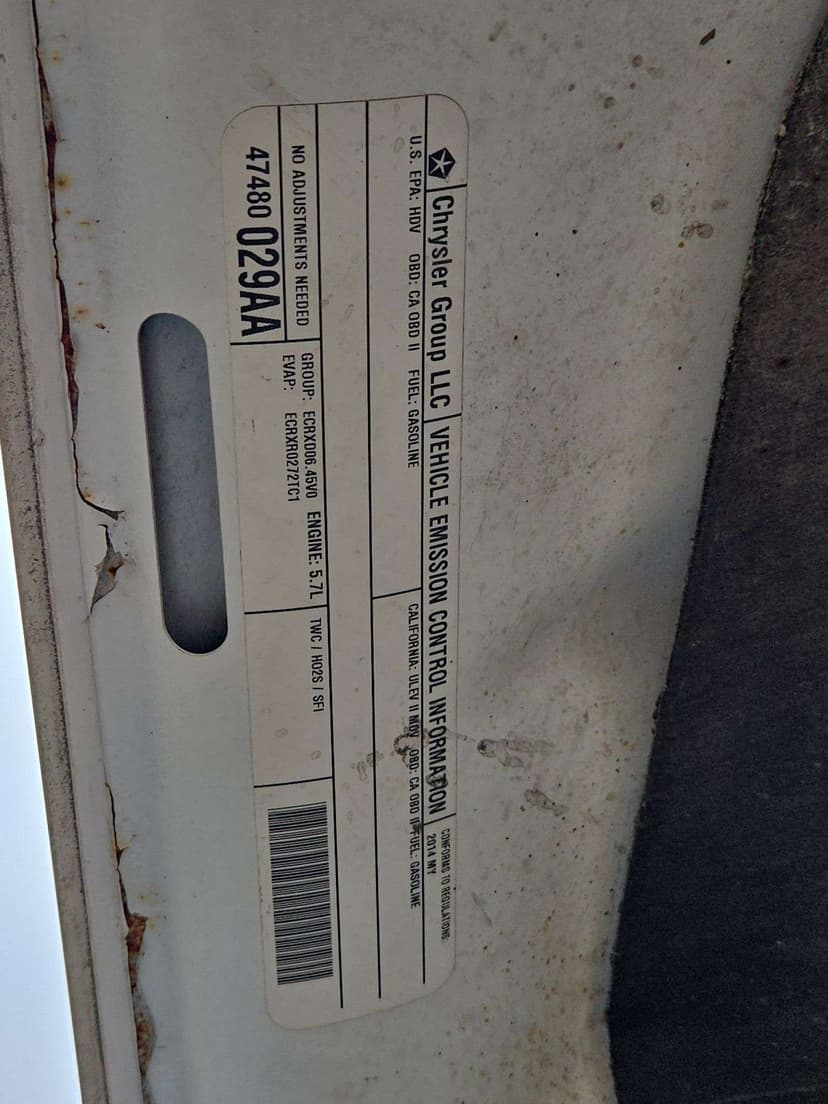 Chrysler Group LLC VEHICLE EMISSION CONTROL INFORMATION CONFORMS TO REGULATIONS:
2014 MY
U.S. EPA: HDV OBD: CA OBD II FUEL: GASOLINE
CALIFORNIA: ULEV II MDV OBD: CA OBD II FUEL: GASOLINE
NO ADJUSTMENTS NEEDED
47480 029AA
GROUP: ECRXD06.45V0 ENGINE: 5.7L
EVAP: ECRXR0272TC1
TWC / HO2S / SFI